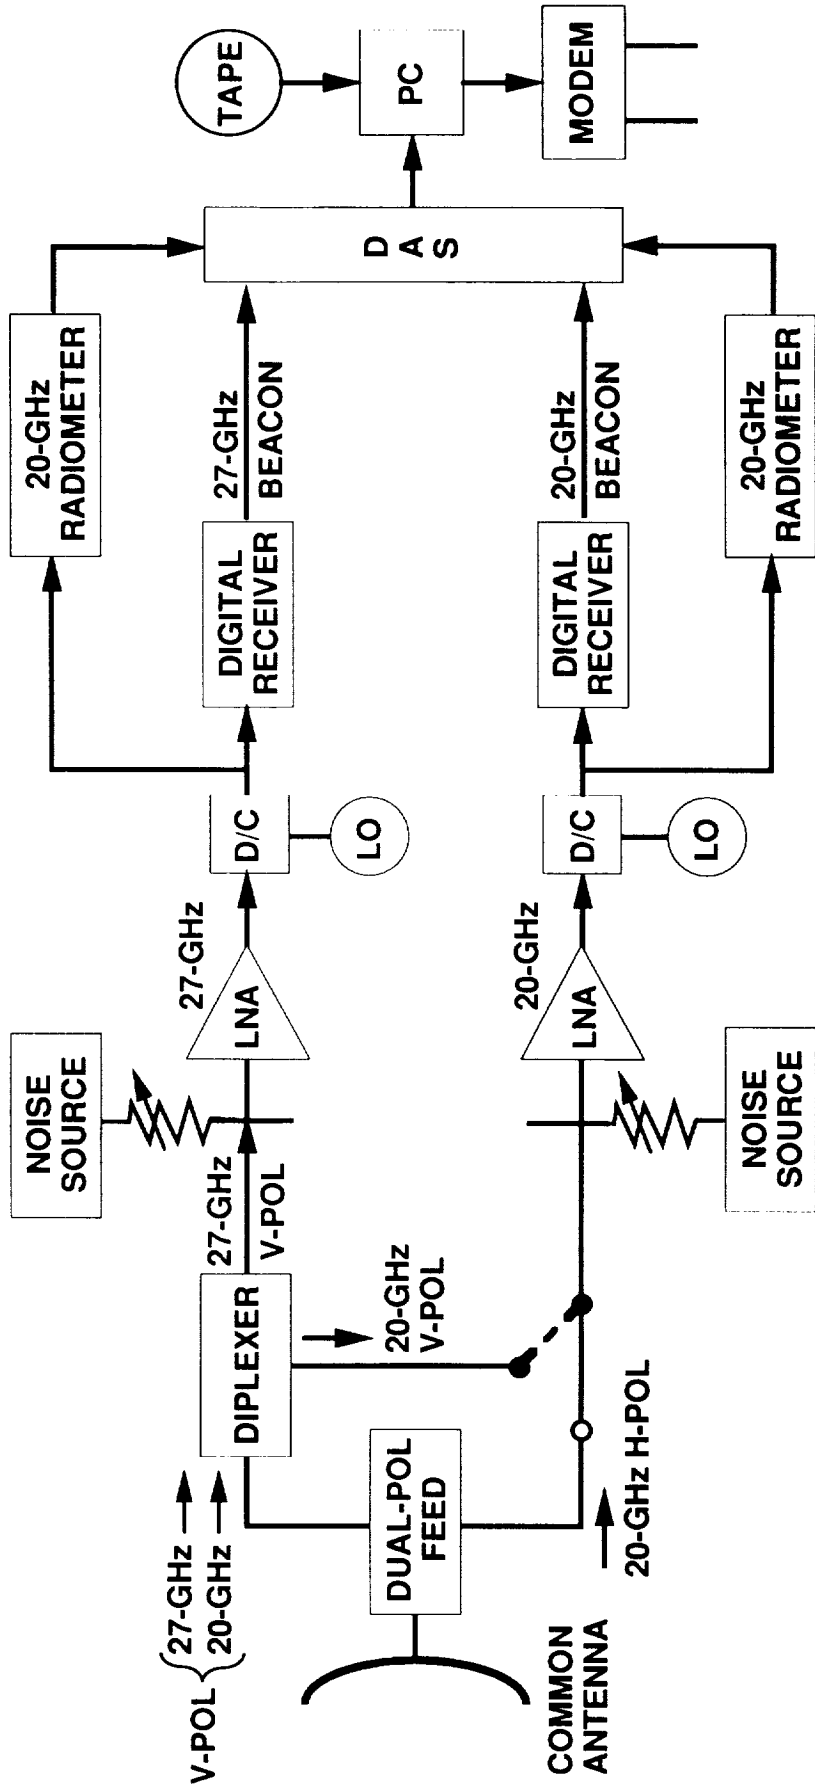 V-POL
27-GHz
20-GHz
COMMON
ANTENNA
DUAL-POL
FEED
20-GHz H-POL
DIPLEXER
20-GHz
V-POL
27-GHz
V-POL
NOISE
SOURCE
LNA
27-GHz
D/C
LO
20-GHz
RADIOMETER
DIGITAL
RECEIVER
27-GHz
BEACON
NOISE
SOURCE
LNA
20-GHz
D/C
LO
DIGITAL
RECEIVER
20-GHz
BEACON
20-GHz
RADIOMETER
D
A
S
TAPE
PC
MODEM